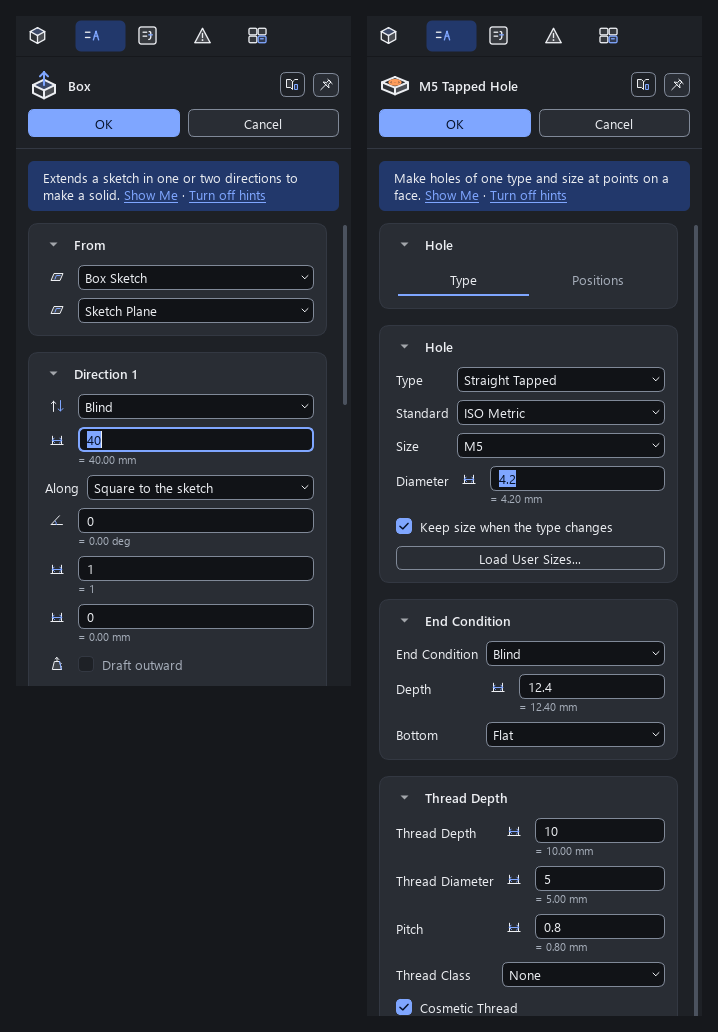 Box
OK
Cancel
Extends a sketch in one or two directions to
make a solid. Show Me · Turn off hints
From
Box Sketch
Sketch Plane
Direction 1
Blind
40
= 40.00 mm
Along
Square to the sketch
0
= 0.00 deg
1
= 1
0
= 0.00 mm
Draft outward
M5 Tapped Hole
OK
Cancel
Make holes of one type and size at points on a
face. Show Me · Turn off hints
Hole
Type
Positions
Hole
Type
Straight Tapped
Standard
ISO Metric
Size
M5
Diameter
4.2
= 4.20 mm
Keep size when the type changes
Load User Sizes...
End Condition
End Condition
Blind
Depth
12.4
= 12.40 mm
Bottom
Flat
Thread Depth
Thread Depth
10
= 10.00 mm
Thread Diameter
5
= 5.00 mm
Pitch
0.8
= 0.80 mm
Thread Class
None
Cosmetic Thread